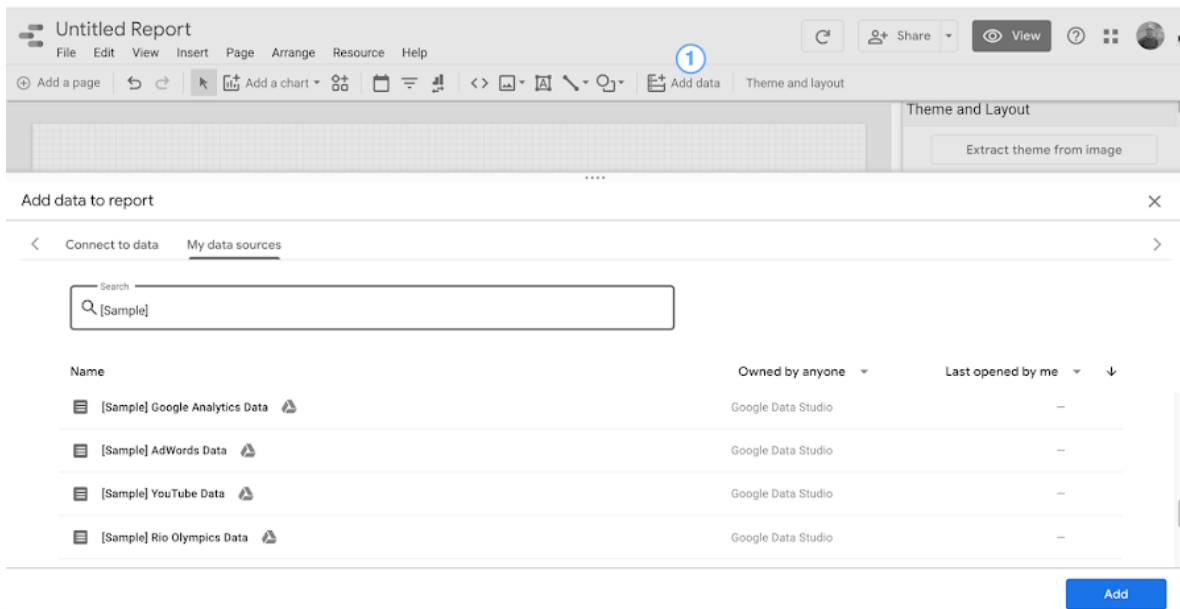 Untitled Report
File Edit View Insert Page Arrange Resource Help
Share
View
1
Add a page
Add a chart
Add data
Theme and layout
Theme and Layout
Extract theme from image
Add data to report
Connect to data My data sources
Search
[Sample]
Name Owned by anyone Last opened by me
[Sample] Google Analytics Data Google Data Studio –
[Sample] AdWords Data Google Data Studio –
[Sample] YouTube Data Google Data Studio –
[Sample] Rio Olympics Data Google Data Studio –
Add